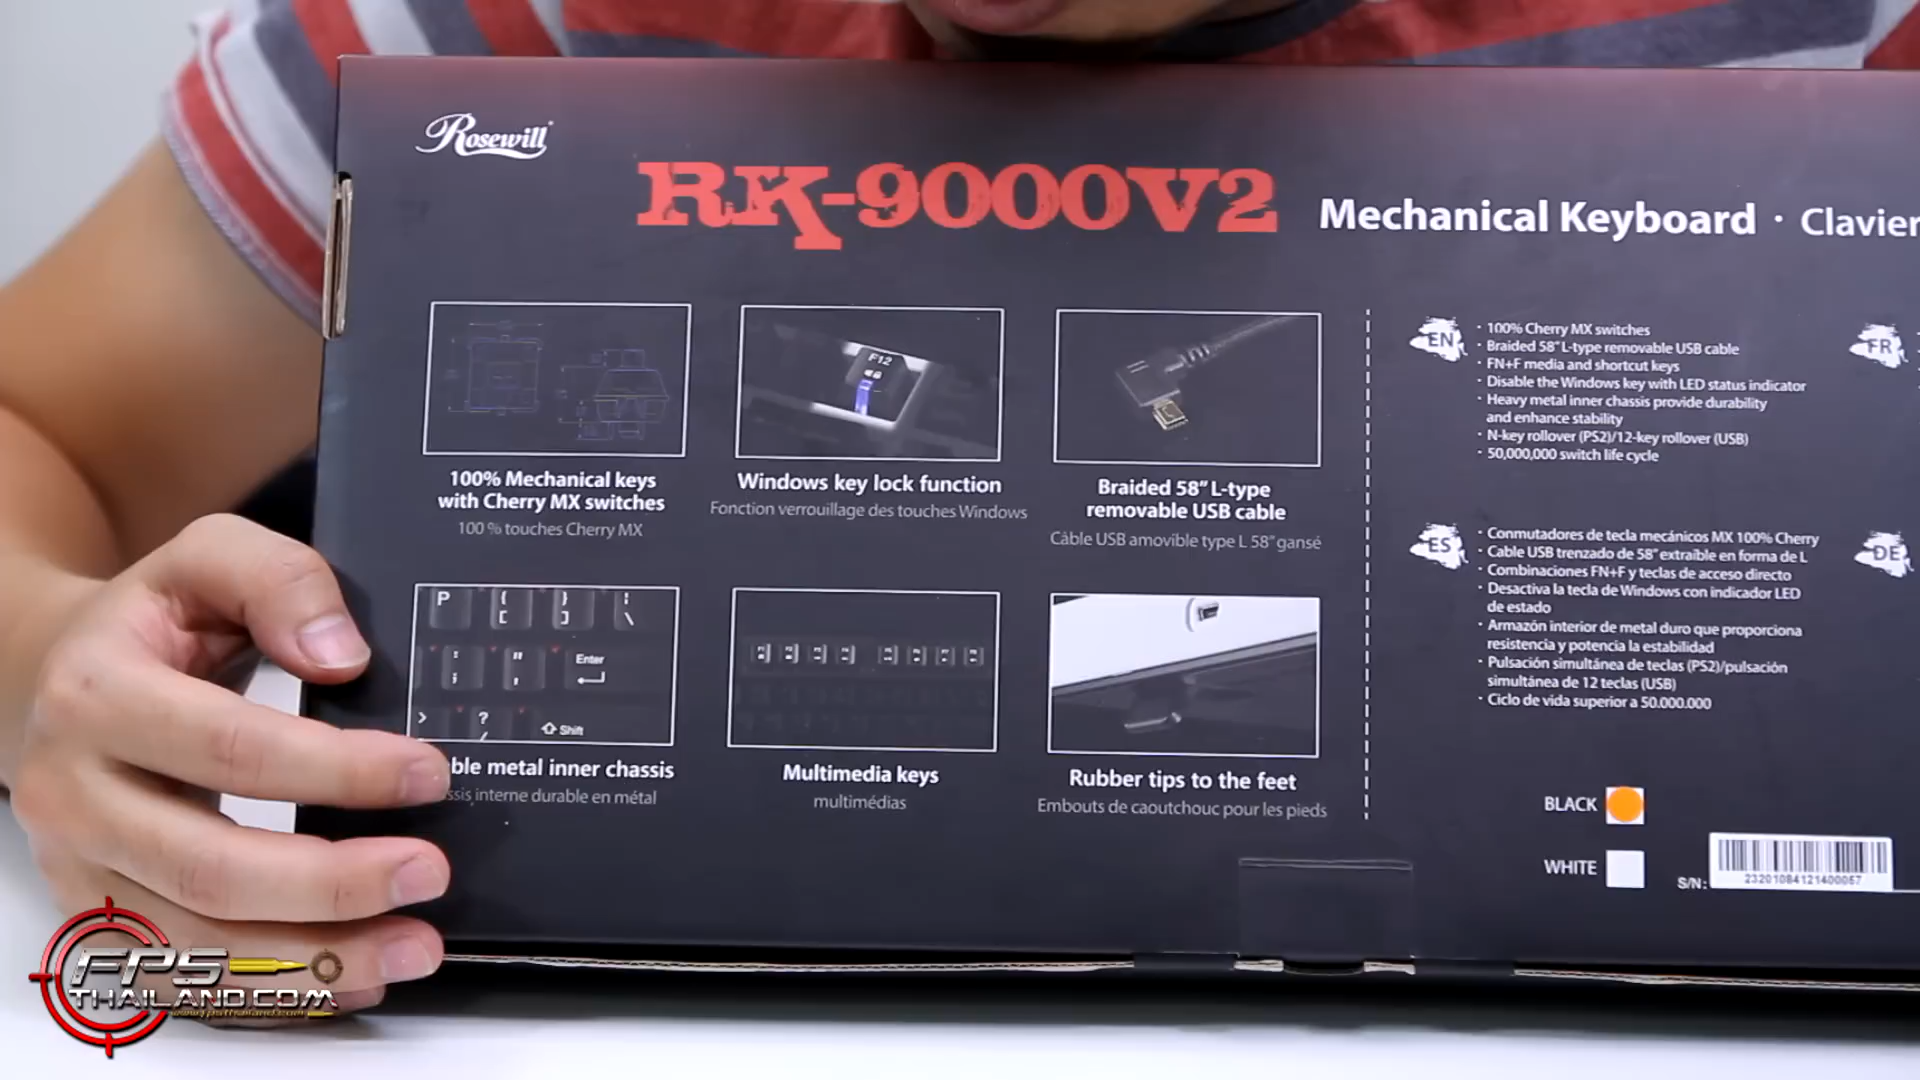 Rosewill
RK-9000V2
Mechanical Keyboard · Clavier
100% Mechanical keys
with Cherry MX switches
100 % touches Cherry MX
F12
Windows key lock function
Fonction verrouillage des touches Windows
Braided 58" L-type
removable USB cable
Câble USB amovible type L 58" gansé
P { } |
[ ] \
: " Enter
; '
> ? Shift
/
ble metal inner chassis
ssis interne durable en métal
Multimedia keys
multimédias
Rubber tips to the feet
Embouts de caoutchouc pour les pieds
EN
· 100% Cherry MX switches
· Braided 58" L-type removable USB cable
· FN+F media and shortcut keys
· Disable the Windows key with LED status indicator
· Heavy metal inner chassis provide durability
and enhance stability
· N-key rollover (PS2)/12-key rollover (USB)
· 50,000,000 switch life cycle
FR
ES
· Conmutadores de tecla mecánicos MX 100% Cherry
· Cable USB trenzado de 58" extraíble en forma de L
· Combinaciones FN+F y teclas de acceso directo
· Desactiva la tecla de Windows con indicador LED
de estado
· Armazón interior de metal duro que proporciona
resistencia y potencia la estabilidad
· Pulsación simultánea de teclas (PS2)/pulsación
simultánea de 12 teclas (USB)
· Ciclo de vida superior a 50.000.000
DE
BLACK
WHITE
S/N:
23201084121400057
FPS
THAILAND.COM
www.fpsthailand.com